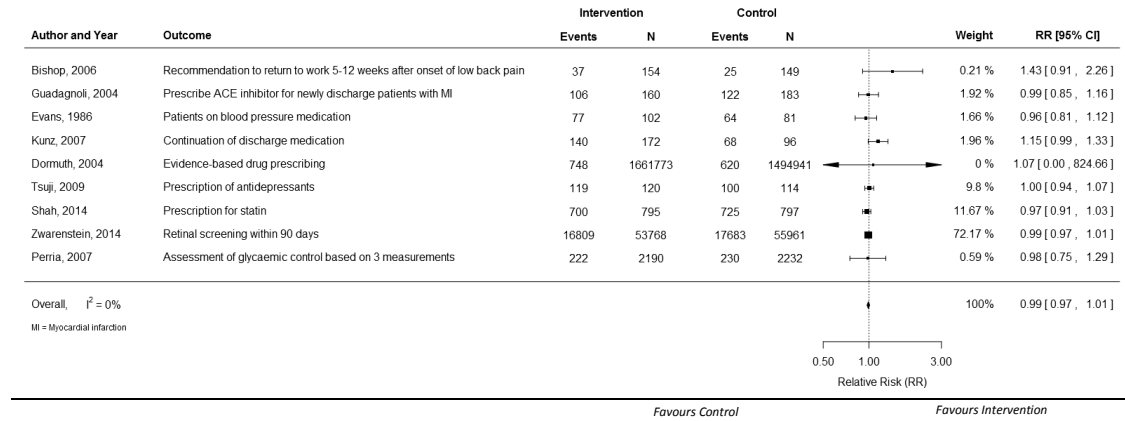 Intervention Control
Author and Year Outcome Events N Events N Weight RR [95% CI]
Bishop, 2006 Recommendation to return to work 5-12 weeks after onset of low back pain 37 154 25 149 0.21 % 1.43 [ 0.91 , 2.26 ]
Guadagnoli, 2004 Prescribe ACE inhibitor for newly discharge patients with MI 106 160 122 183 1.92 % 0.99 [ 0.85 , 1.16 ]
Evans, 1986 Patients on blood pressure medication 77 102 64 81 1.66 % 0.96 [ 0.81 , 1.12 ]
Kunz, 2007 Continuation of discharge medication 140 172 68 96 1.96 % 1.15 [ 0.99 , 1.33 ]
Dormuth, 2004 Evidence-based drug prescribing 748 1661773 620 1494941 0 % 1.07 [ 0.00 , 824.66 ]
Tsuji, 2009 Prescription of antidepressants 119 120 100 114 9.8 % 1.00 [ 0.94 , 1.07 ]
Shah, 2014 Prescription for statin 700 795 725 797 11.67 % 0.97 [ 0.91 , 1.03 ]
Zwarenstein, 2014 Retinal screening within 90 days 16809 53768 17683 55961 72.17 % 0.99 [ 0.97 , 1.01 ]
Perria, 2007 Assessment of glycaemic control based on 3 measurements 222 2190 230 2232 0.59 % 0.98 [ 0.75 , 1.29 ]
Overall, I² = 0% 100% 0.99 [ 0.97 , 1.01 ]
MI = Myocardial infarction
0.50 1.00 3.00
Relative Risk (RR)
Favours Control Favours Intervention